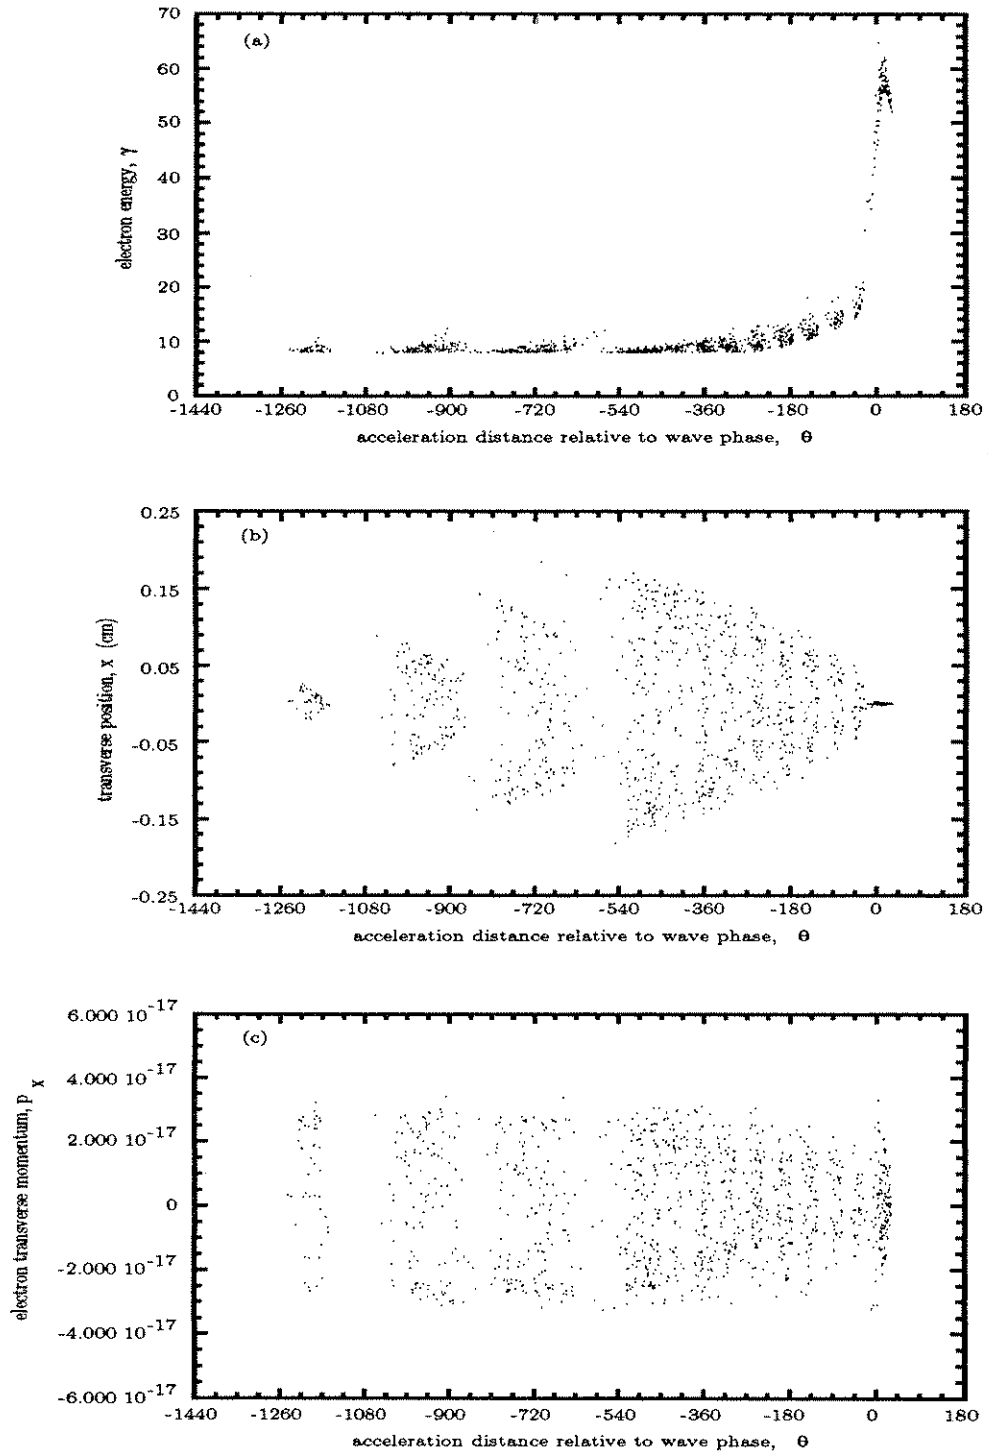 70
(a)
60
50
40
30
20
10
0
electron energy, γ
-1440 -1260 -1080 -900 -720 -540 -360 -180 0 180
acceleration distance relative to wave phase, θ
0.25
(b)
0.15
0.05
-0.05
-0.15
-0.25
transverse position, x (cm)
-1440 -1260 -1080 -900 -720 -540 -360 -180 0 180
acceleration distance relative to wave phase, θ
6.000 10^-17
(c)
4.000 10^-17
2.000 10^-17
0
-2.000 10^-17
-4.000 10^-17
-6.000 10^-17
electron transverse momentum, p_x
-1440 -1260 -1080 -900 -720 -540 -360 -180 0 180
acceleration distance relative to wave phase, θ